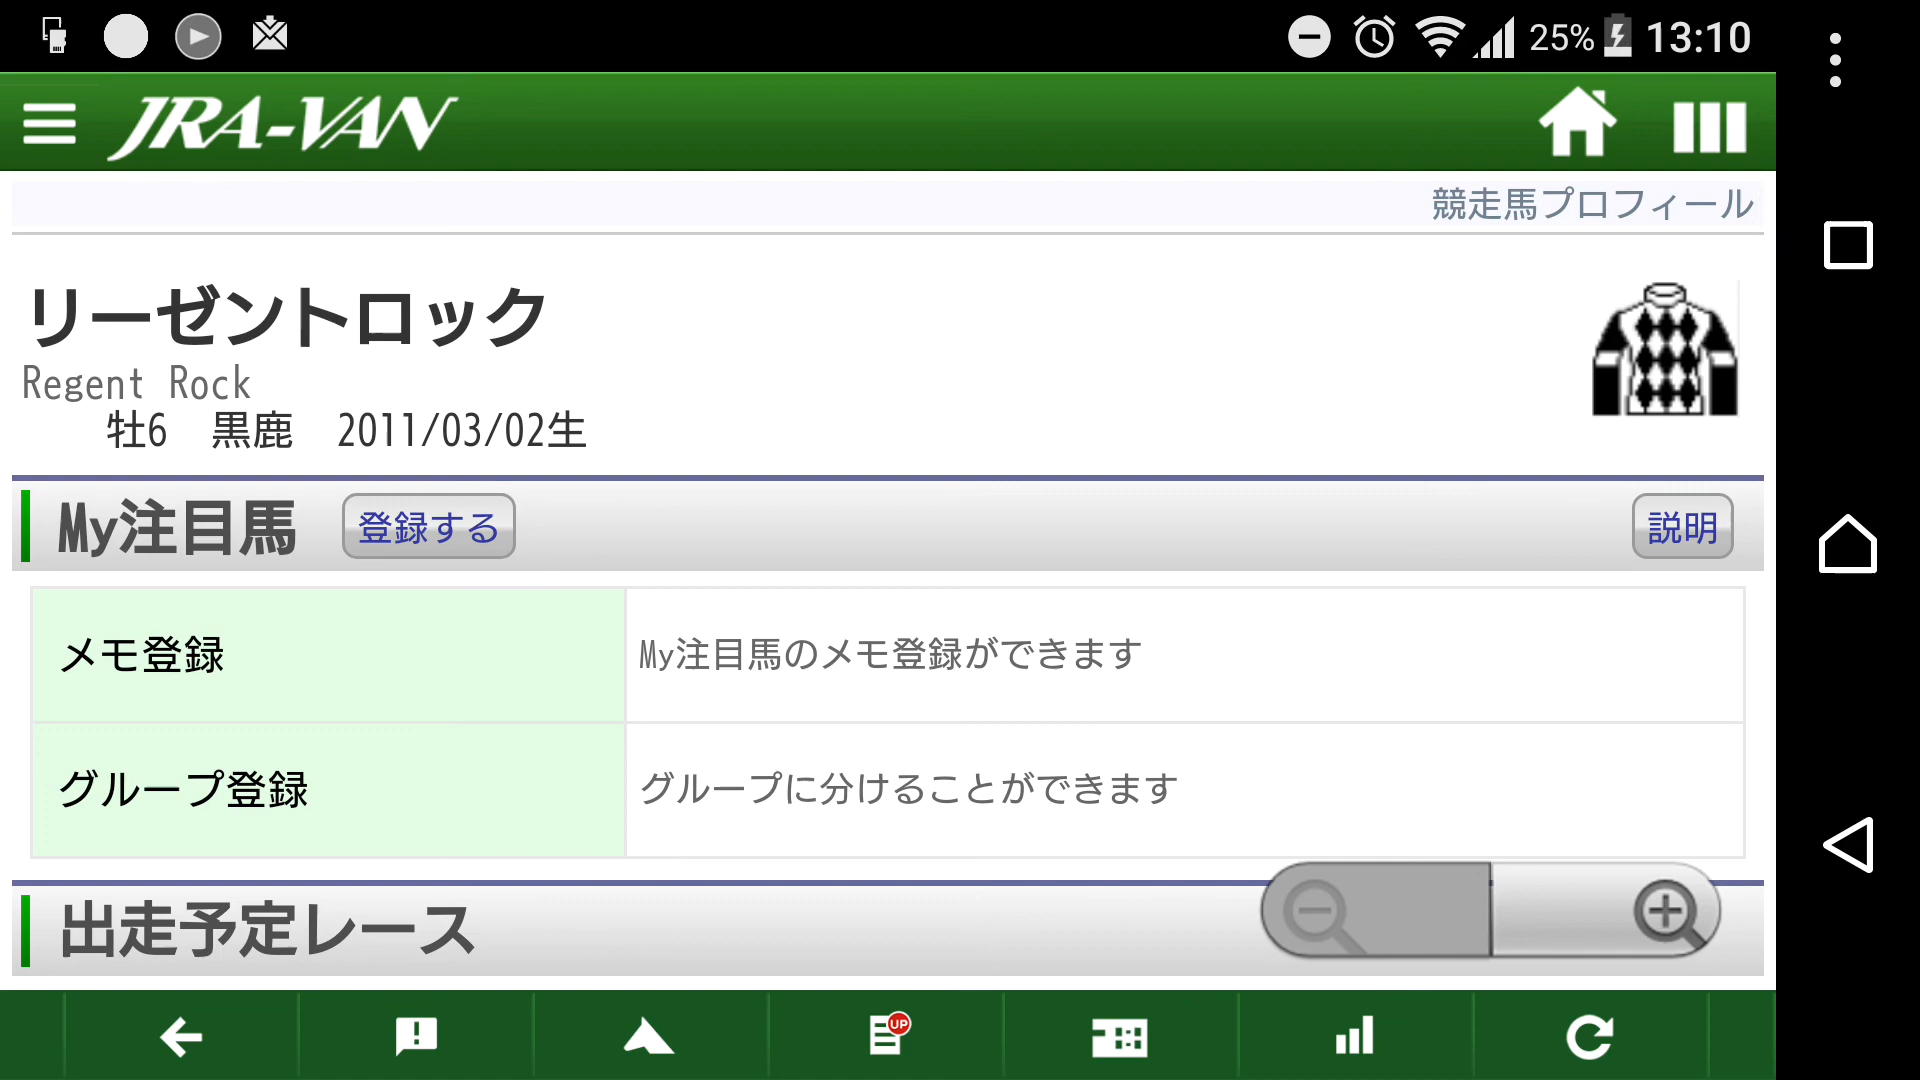 25% 13:10
JRA-VAN
競走馬プロフィール
リーゼントロック
Regent Rock
牡6 黒鹿 2011/03/02生
My注目馬 登録する 説明
メモ登録 My注目馬のメモ登録ができます
グループ登録 グループに分けることができます
出走予定レース
UP